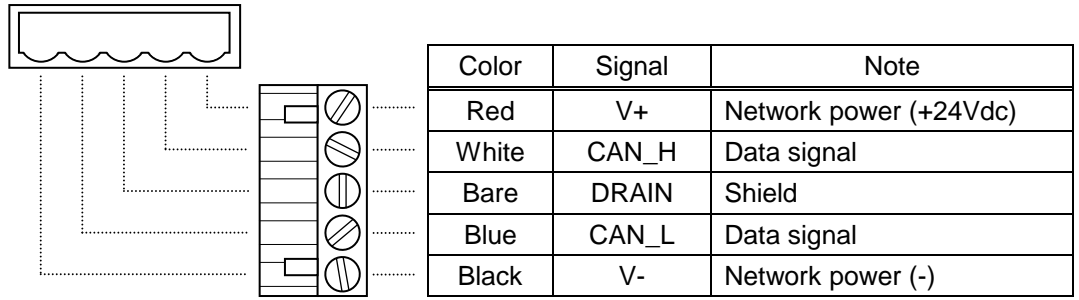 Color Signal Note
Red V+ Network power (+24Vdc)
White CAN_H Data signal
Bare DRAIN Shield
Blue CAN_L Data signal
Black V- Network power (-)